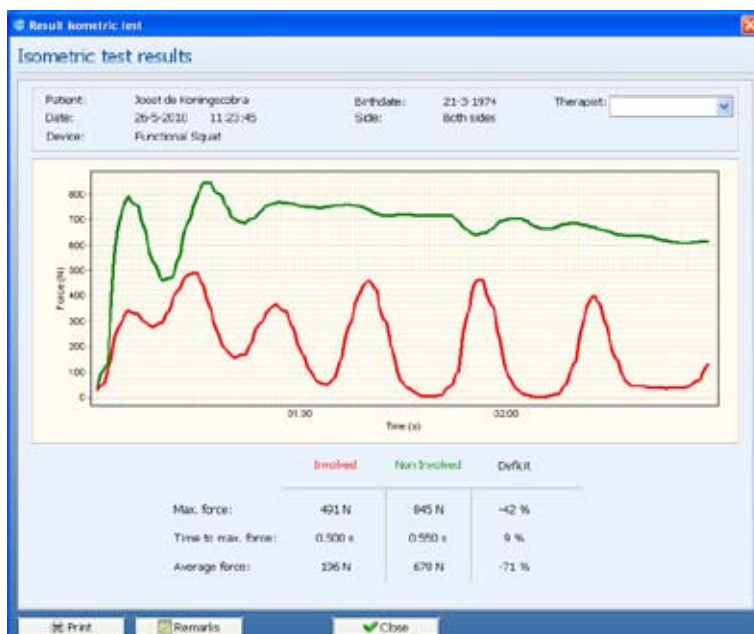 Result Isometric test
Isometric test results
Patient: Joost de Koningscobra Birthdate: 21-3-1974 Therapist:
Date: 26-5-2010 11:23:45 Side: Both sides
Device: Functional Squat
800
700
600
500
400
300
200
100
0
Force (N)
01:00 02:00
Time (s)
Involved Non Involved Deficit
Max. force: 491 N 845 N -42 %
Time to max. force: 0.500 s 0.550 s 9 %
Average force: 196 N 678 N -71 %
Print Remarks Close